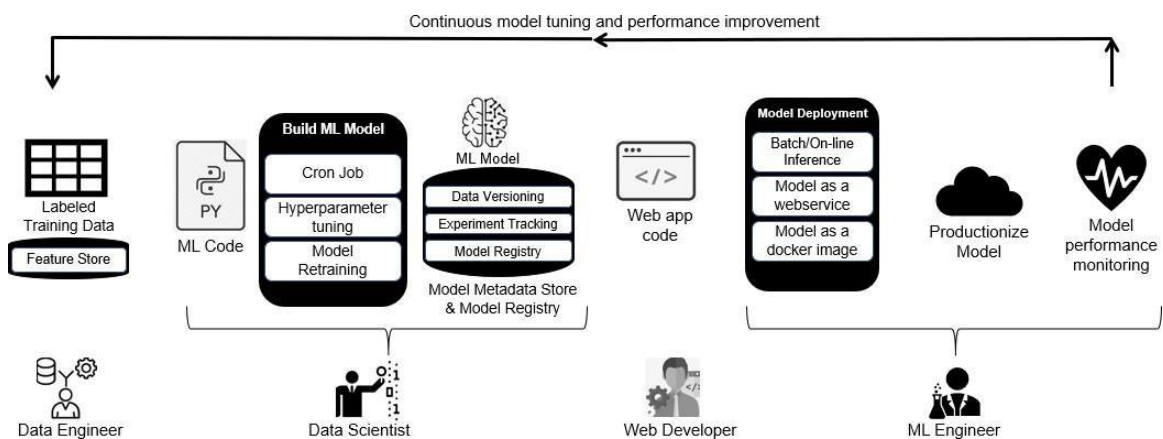 Continuous model tuning and performance improvement
Labeled
Training Data
Feature Store
PY
ML Code
Build ML Model
Cron Job
Hyperparameter
tuning
Model
Retraining
ML Model
Data Versioning
Experiment Tracking
Model Registry
Model Metadata Store
& Model Registry
</>
Web app
code
Model Deployment
Batch/On-line
Inference
Model as a
webservice
Model as a
docker image
Productionize
Model
Model
performance
monitoring
Data Engineer
1
1
Data Scientist
</>
Web Developer
ML Engineer